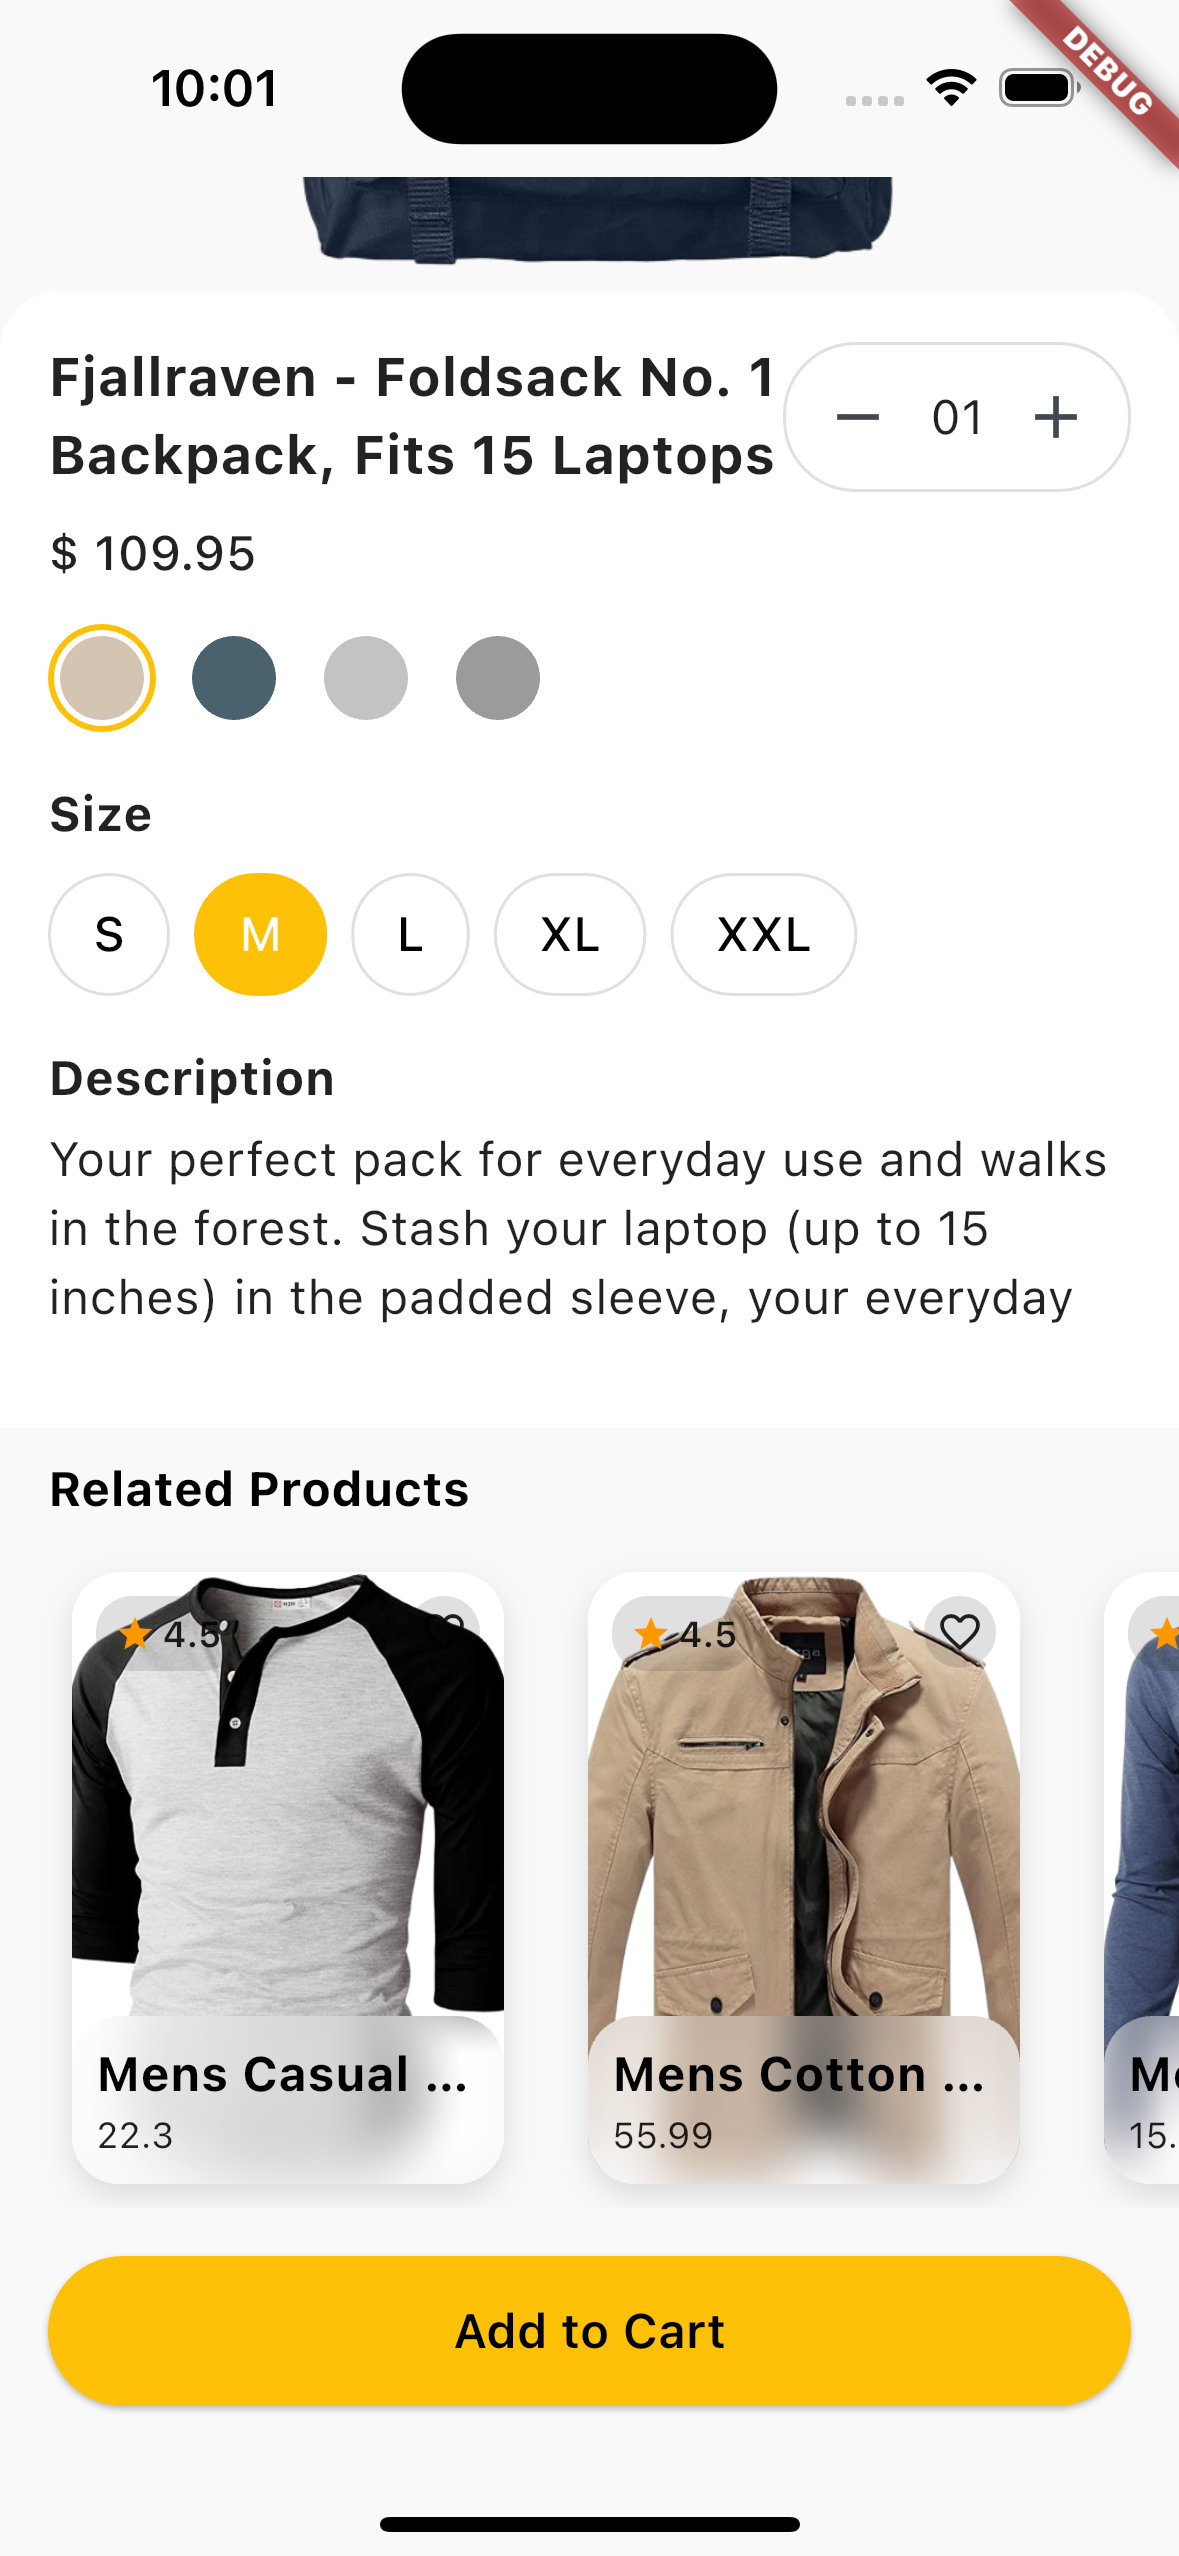 10:01
DEBUG
Fjallraven - Foldsack No. 1
Backpack, Fits 15 Laptops
01
$ 109.95
Size
S M L XL XXL
Description
Your perfect pack for everyday use and walks
in the forest. Stash your laptop (up to 15
inches) in the padded sleeve, your everyday
Related Products
4.5
H2H
Mens Casual ...
22.3
4.5
Mens Cotton ...
55.99
15.
Add to Cart